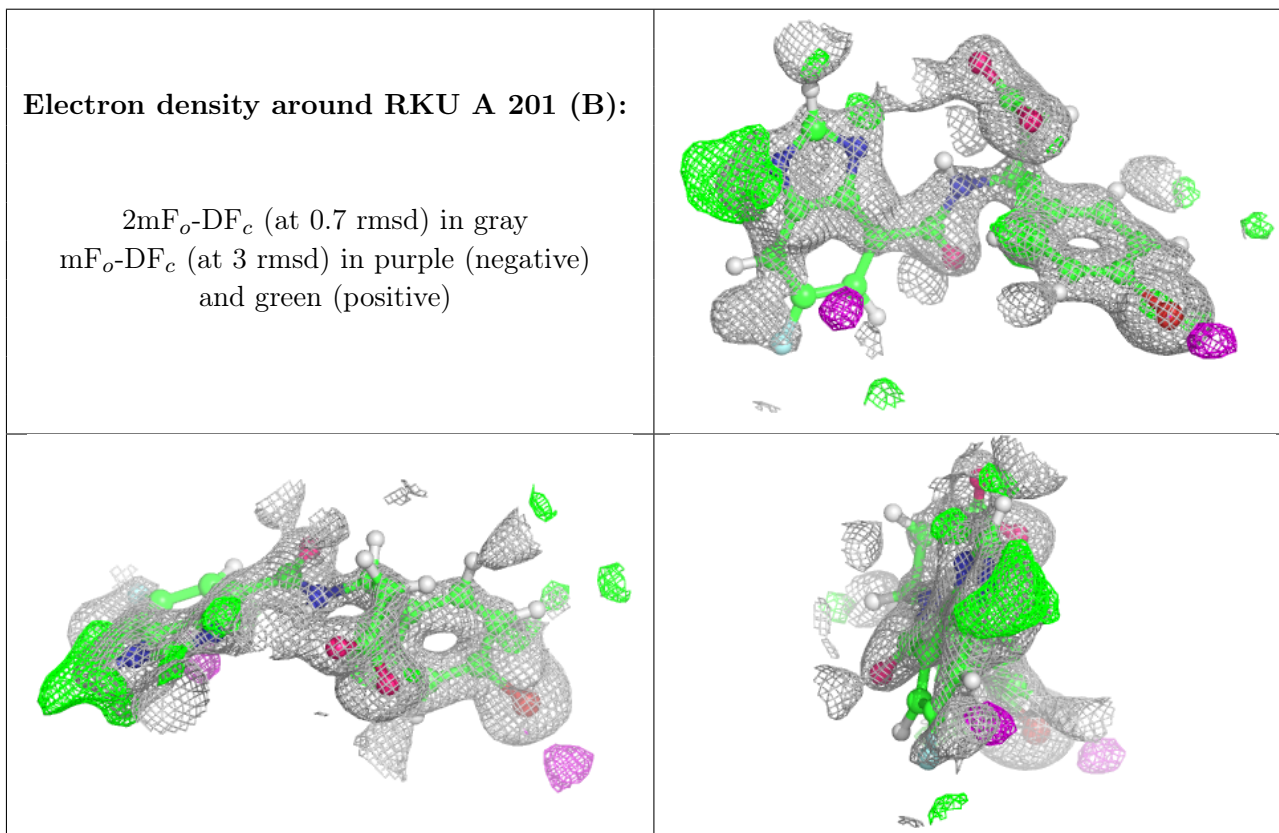 Electron density around RKU A 201 (B):
2mFo-DFc (at 0.7 rmsd) in gray
mFo-DFc (at 3 rmsd) in purple (negative)
and green (positive)